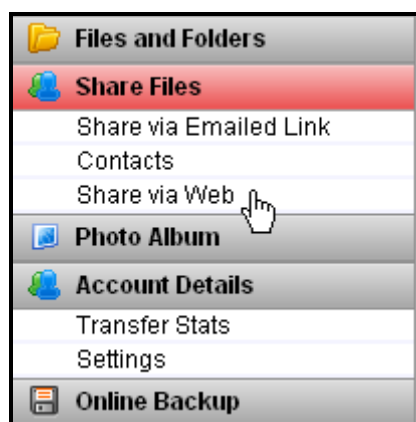 Files and Folders
Share Files
Share via Emailed Link
Contacts
Share via Web
Photo Album
Account Details
Transfer Stats
Settings
Online Backup